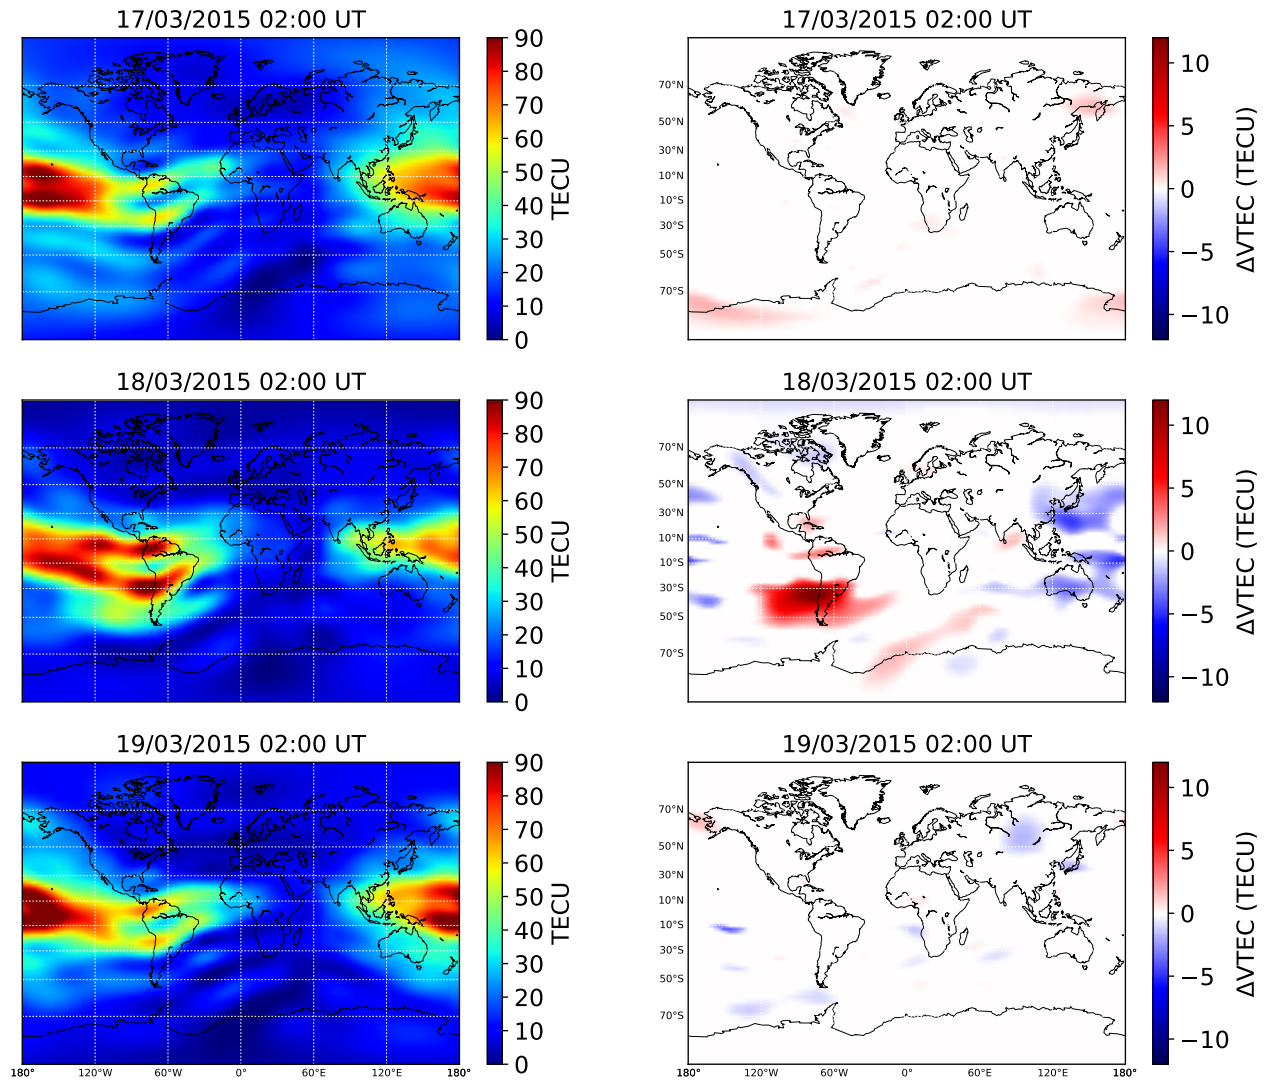 17/03/2015 02:00 UT
90
80
70
60
50
40
30
20
10
0
TECU
17/03/2015 02:00 UT
70°N
50°N
30°N
10°N
10°S
30°S
50°S
70°S
10
5
0
−5
−10
ΔVTEC (TECU)
18/03/2015 02:00 UT
90
80
70
60
50
40
30
20
10
0
TECU
18/03/2015 02:00 UT
70°N
50°N
30°N
10°N
10°S
30°S
50°S
70°S
10
5
0
−5
−10
ΔVTEC (TECU)
19/03/2015 02:00 UT
90
80
70
60
50
40
30
20
10
0
TECU
180° 120°W 60°W 0° 60°E 120°E 180°
19/03/2015 02:00 UT
70°N
50°N
30°N
10°N
10°S
30°S
50°S
70°S
180° 120°W 60°W 0° 60°E 120°E 180°
10
5
0
−5
−10
ΔVTEC (TECU)